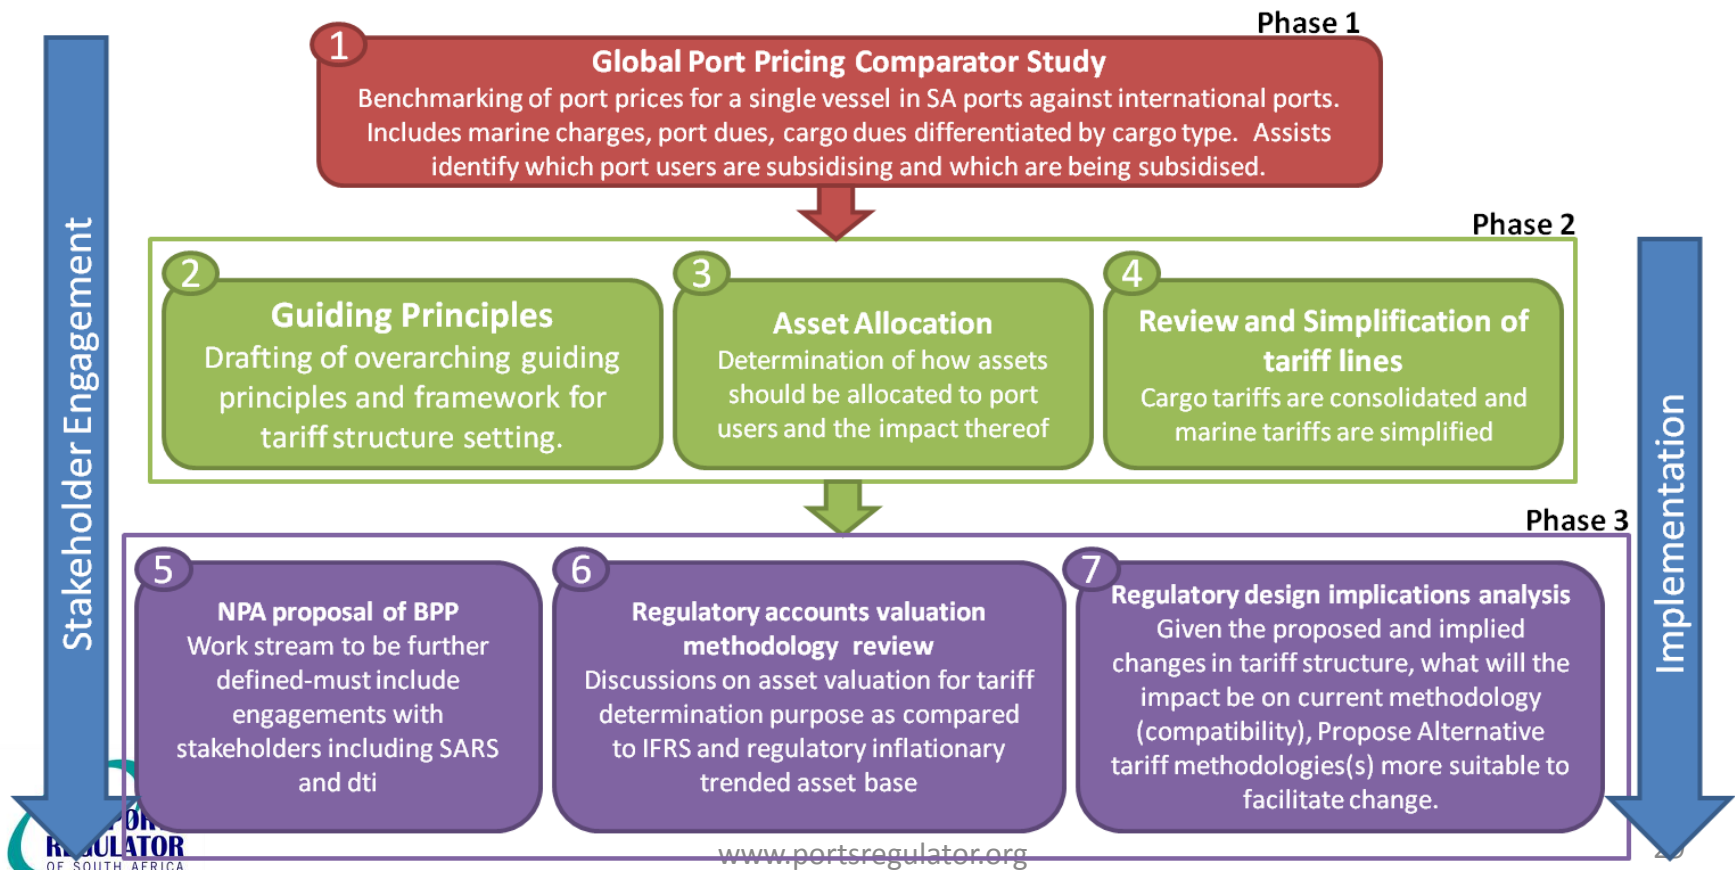 Phase 1
1
Global Port Pricing Comparator Study
Benchmarking of port prices for a single vessel in SA ports against international ports.
Includes marine charges, port dues, cargo dues differentiated by cargo type. Assists
identify which port users are subsidising and which are being subsidised.
Stakeholder Engagement
Phase 2
2
Guiding Principles
Drafting of overarching guiding
principles and framework for
tariff structure setting.
3
Asset Allocation
Determination of how assets
should be allocated to port
users and the impact thereof
4
Review and Simplification of
tariff lines
Cargo tariffs are consolidated and
marine tariffs are simplified
Implementation
Phase 3
5
NPA proposal of BPP
Work stream to be further
defined-must include
engagements with
stakeholders including SARS
and dti
6
Regulatory accounts valuation
methodology review
Discussions on asset valuation for tariff
determination purpose as compared
to IFRS and regulatory inflationary
trended asset base
7
Regulatory design implications analysis
Given the proposed and implied
changes in tariff structure, what will the
impact be on current methodology
(compatibility), Propose Alternative
tariff methodologies(s) more suitable to
facilitate change.
REGULATOR
OF SOUTH AFRICA
www.portsregulator.org